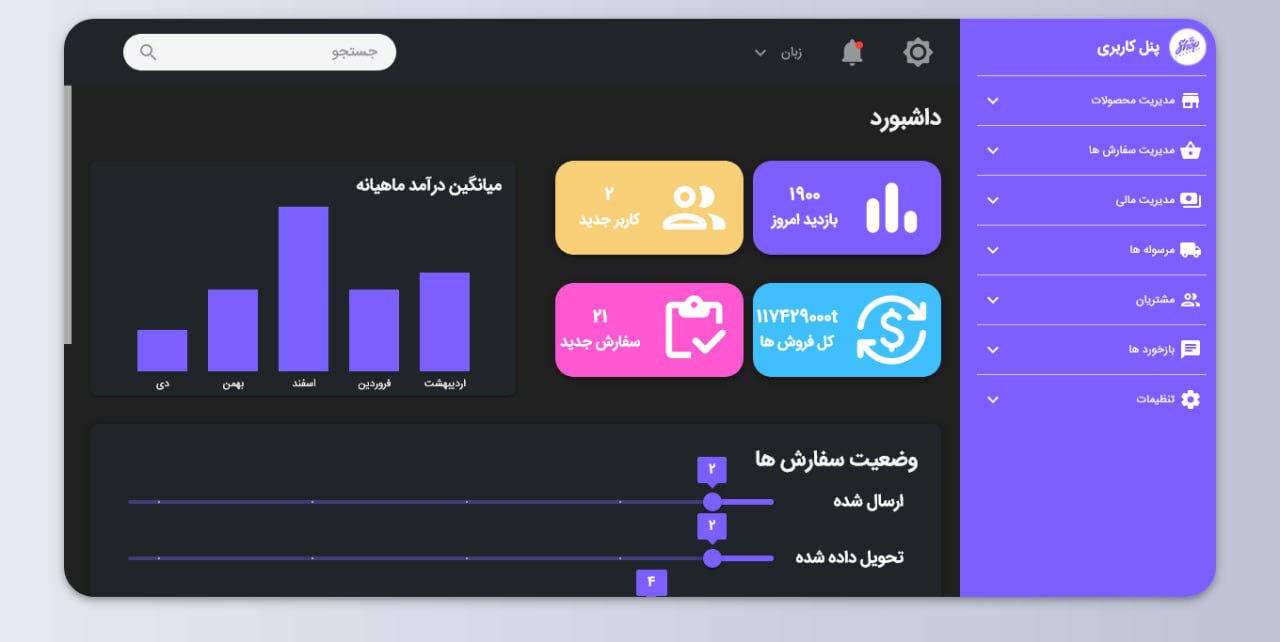 Shop
پنل کاربری
مدیریت محصولات
مدیریت سفارش ها
مدیریت مالی
مرسوله ها
مشتریان
بازخورد ها
تنظیمات
زبان
جستجو
داشبورد
۱۹۰۰
بازدید امروز
۲
کاربر جدید
۱۱۷۴۲۹۰۰۰t
کل فروش ها
۲۱
سفارش جدید
میانگین درآمد ماهیانه
اردیبهشت
فروردین
اسفند
بهمن
دی
وضعیت سفارش ها
۲
ارسال شده
۲
تحویل داده شده
۴